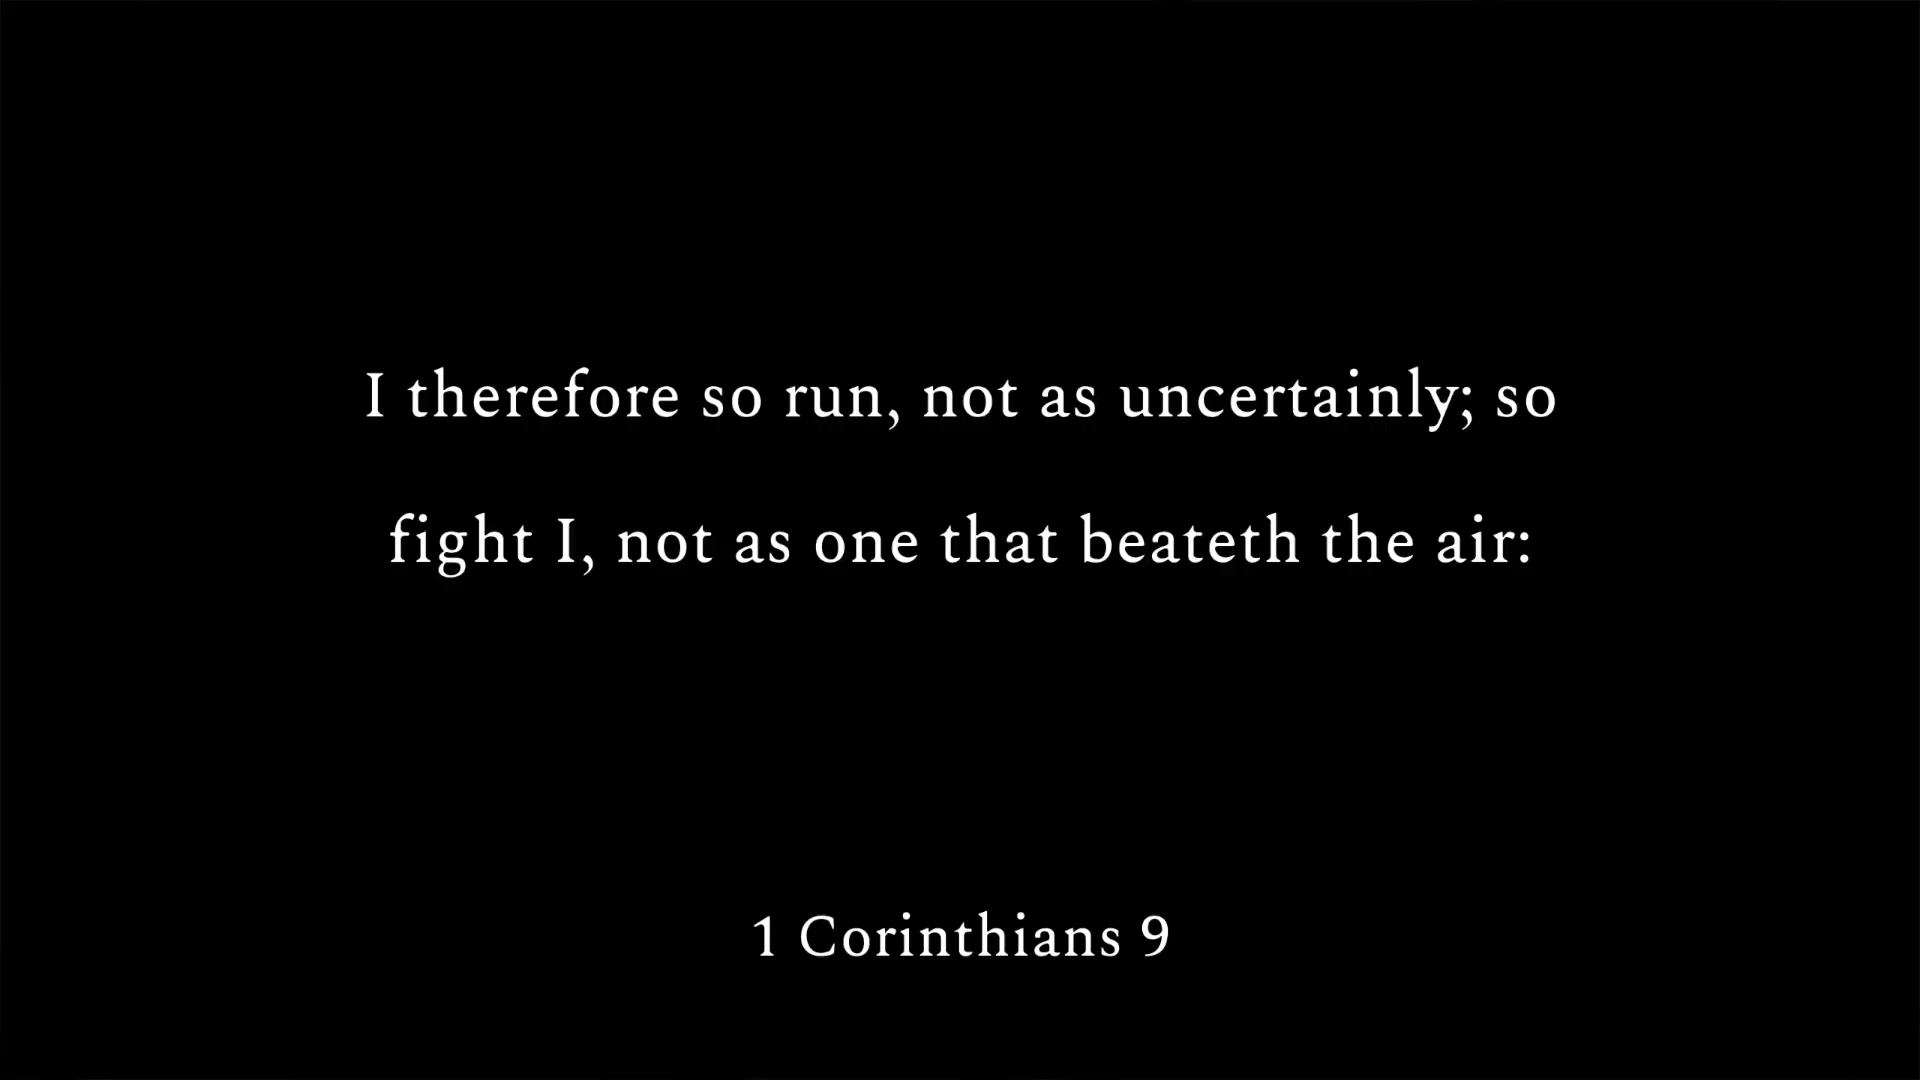 I therefore so run, not as uncertainly; so
fight I, not as one that beateth the air:
1 Corinthians 9